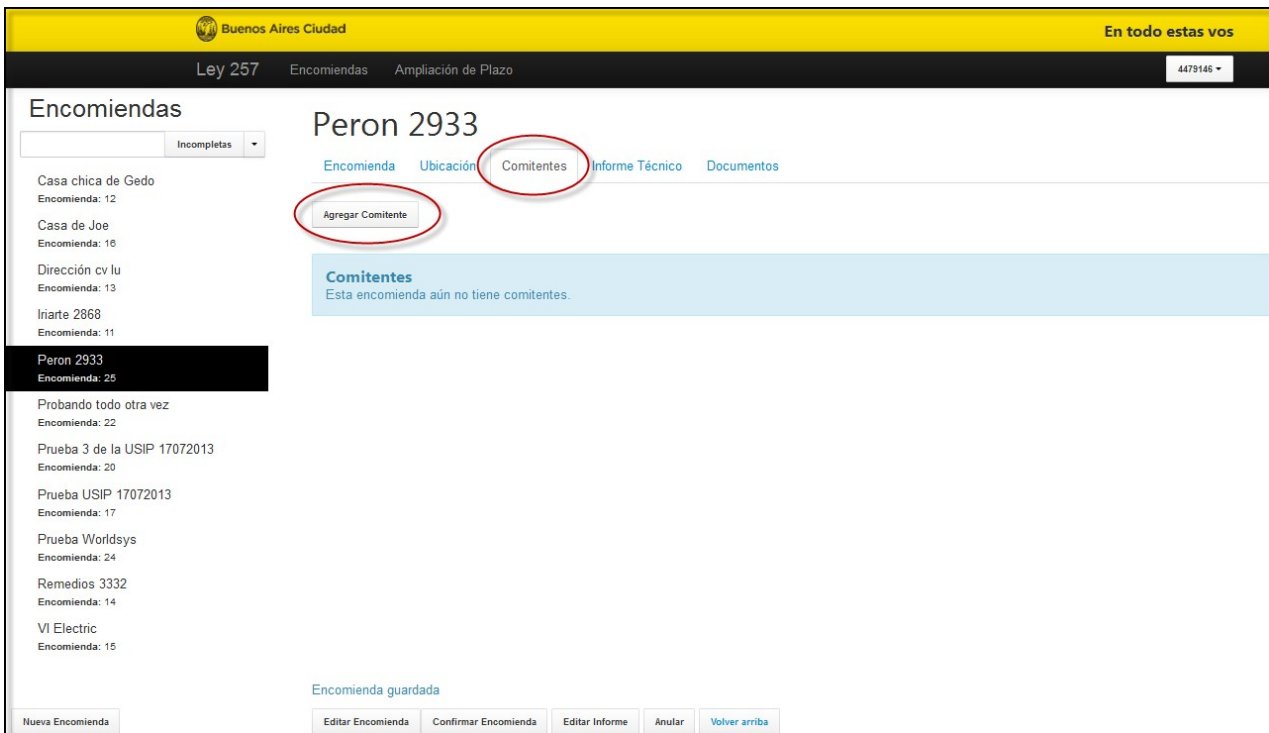 Buenos Aires Ciudad
En todo estas vos
Ley 257 Encomiendas Ampliación de Plazo 4479146
Encomiendas
Incompletas
Casa chica de Gedo
Encomienda: 12
Casa de Joe
Encomienda: 16
Dirección cv lu
Encomienda: 13
Iriarte 2868
Encomienda: 11
Peron 2933
Encomienda: 25
Probando todo otra vez
Encomienda: 22
Prueba 3 de la USIP 17072013
Encomienda: 20
Prueba USIP 17072013
Encomienda: 17
Prueba Worldsys
Encomienda: 24
Remedios 3332
Encomienda: 14
VI Electric
Encomienda: 15
Nueva Encomienda
Peron 2933
Encomienda Ubicación Comitentes Informe Técnico Documentos
Agregar Comitente
Comitentes
Esta encomienda aún no tiene comitentes.
Encomienda guardada
Editar Encomienda Confirmar Encomienda Editar Informe Anular Volver arriba